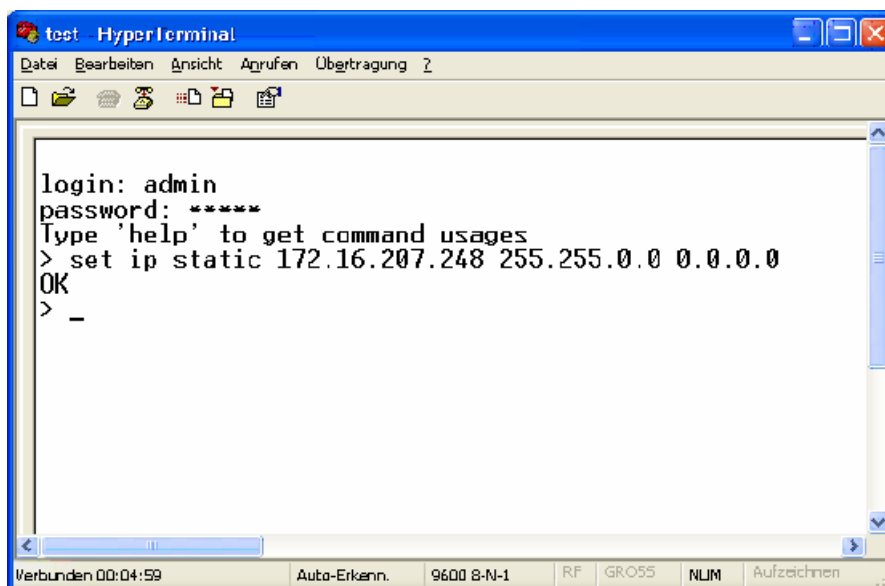 test - HyperTerminal
Datei Bearbeiten Ansicht Anrufen Übertragung ?
login: admin
password: *****
Type 'help' to get command usages
> set ip static 172.16.207.248 255.255.0.0 0.0.0.0
OK
> _
Verbunden 00:04:59 Auto-Erkenn. 9600 8-N-1 RF GROSS NUM Aufzeichnen